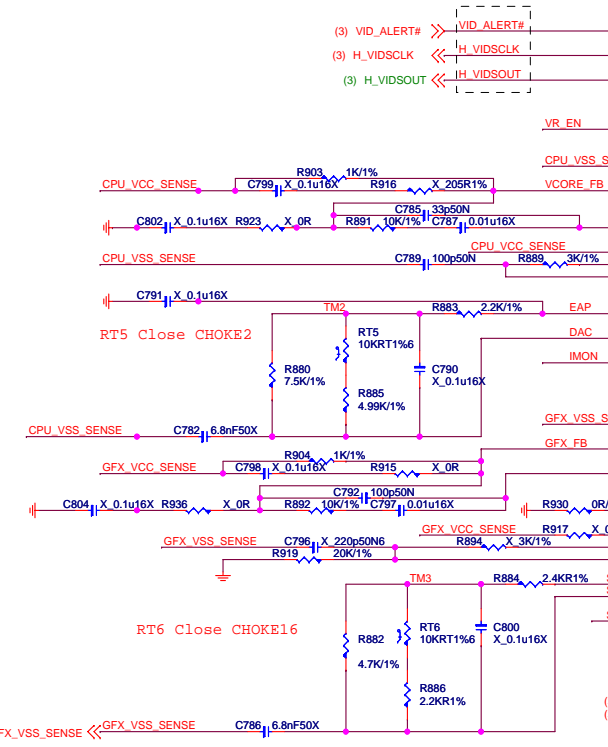 (3) VID_ALERT# VID_ALERT#
(3) H_VIDSCLK H_VIDSCLK
(3) H_VIDSOUT H_VIDSOUT
VR_EN
CPU_VSS_S
R903 1K/1%
CPU_VCC_SENSE C799 X_0.1u16X R916 X_205R1% VCORE_FB
C785 33p50N
C802 X_0.1u16X R923 X_0R R891 10K/1% C787 0.01u16X
CPU_VCC_SENSE
CPU_VSS_SENSE C789 100p50N R889 3K/1%
C791 X_0.1u16X
TM2 R883 2.2K/1% EAP
RT5 Close CHOKE2
RT5
10KRT1%6
DAC
IMON
R880
7.5K/1%
C790
X_0.1u16X
R885
4.99K/1%
GFX_VSS_S
CPU_VSS_SENSE C782 6.8nF50X
GFX_FB
R904 1K/1%
GFX_VCC_SENSE C798 X_0.1u16X R915 X_0R
C792 100p50N
C804 X_0.1u16X R936 X_0R R892 10K/1% C797 0.01u16X R930 0R/
GFX_VCC_SENSE R917 X_0
GFX_VSS_SENSE C796 X_220p50N6 R894 X_3K/1%
R919 20K/1%
TM3 R884 2.4KR1%
RT6 Close CHOKE16
RT6
10KRT1%6
C800
X_0.1u16X
R882
4.7K/1%
R886
2.2KR1%
FX_VSS_SENSE GFX_VSS_SENSE C786 6.8nF50X